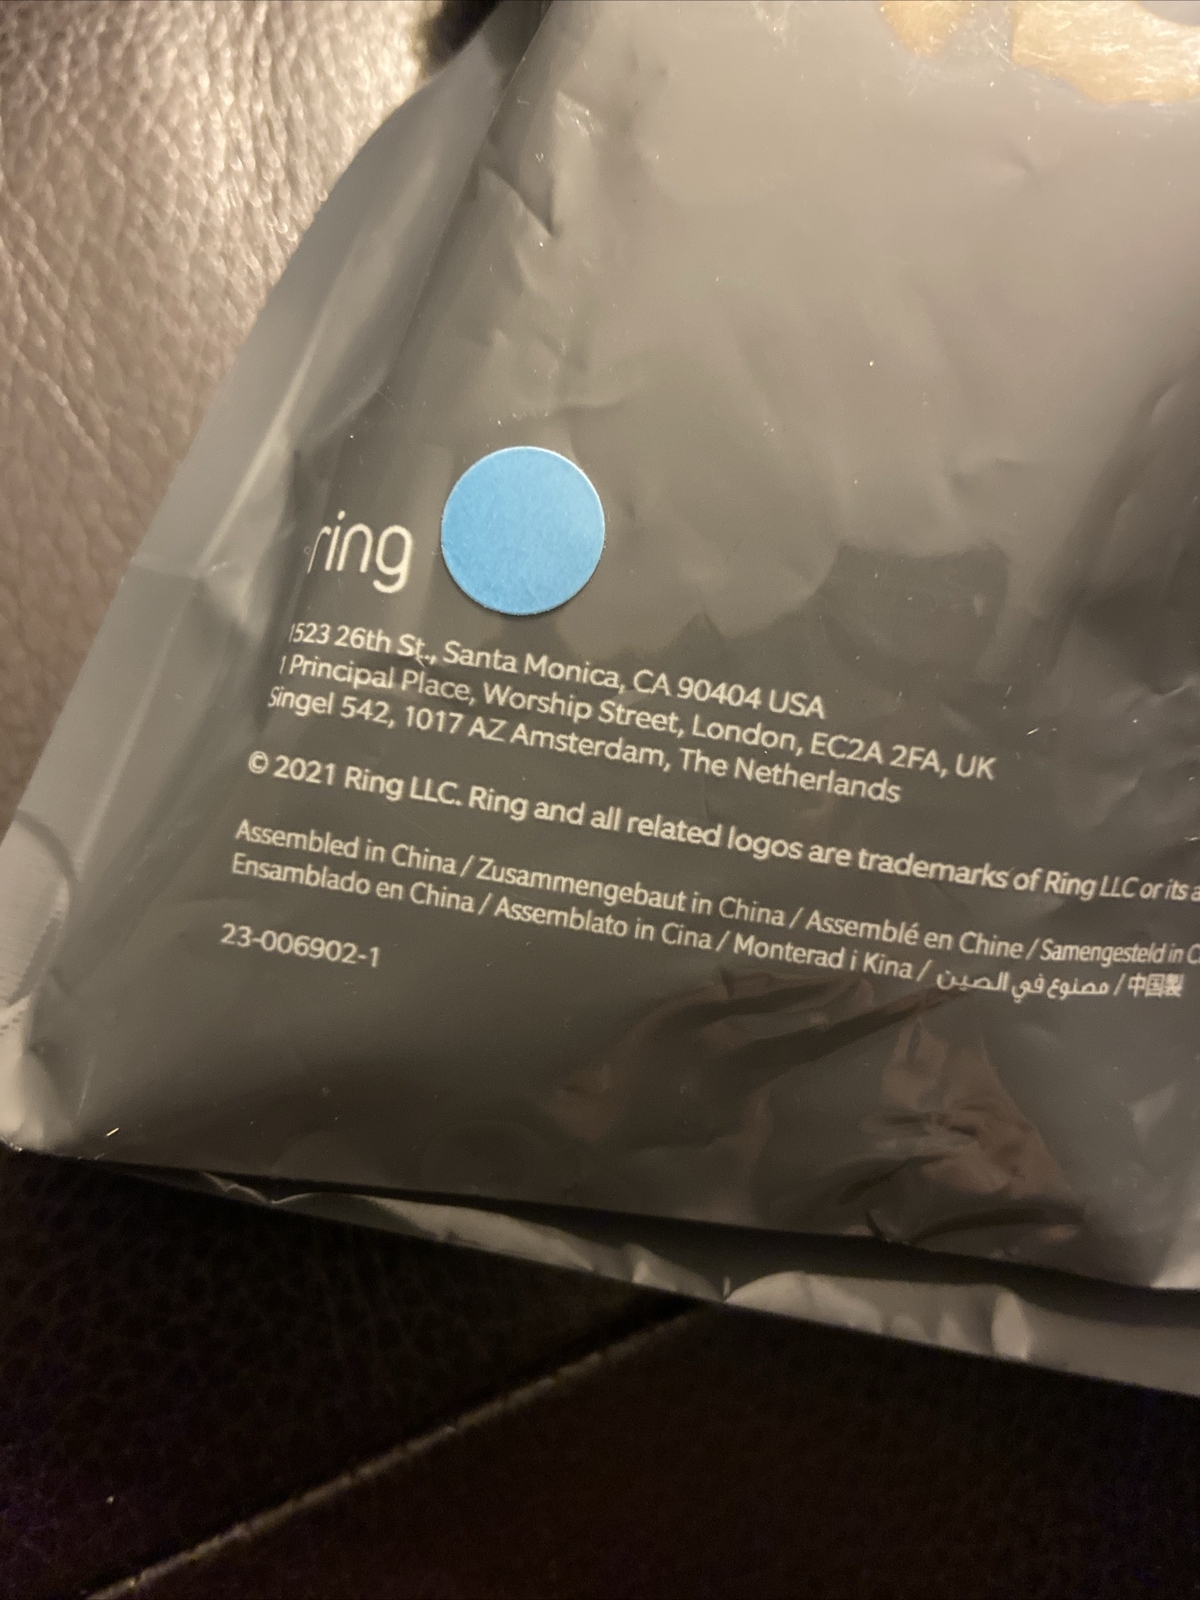 ring
1523 26th St., Santa Monica, CA 90404 USA
1 Principal Place, Worship Street, London, EC2A 2FA, UK
Singel 542, 1017 AZ Amsterdam, The Netherlands
© 2021 Ring LLC. Ring and all related logos are trademarks of Ring LLC or its
Assembled in China / Zusammengebaut in China / Assemblé en Chine / Samengesteld in
Ensamblado en China / Assemblato in Cina / Monterad i Kina / مصنوع في الصين / 中国製
23-006902-1